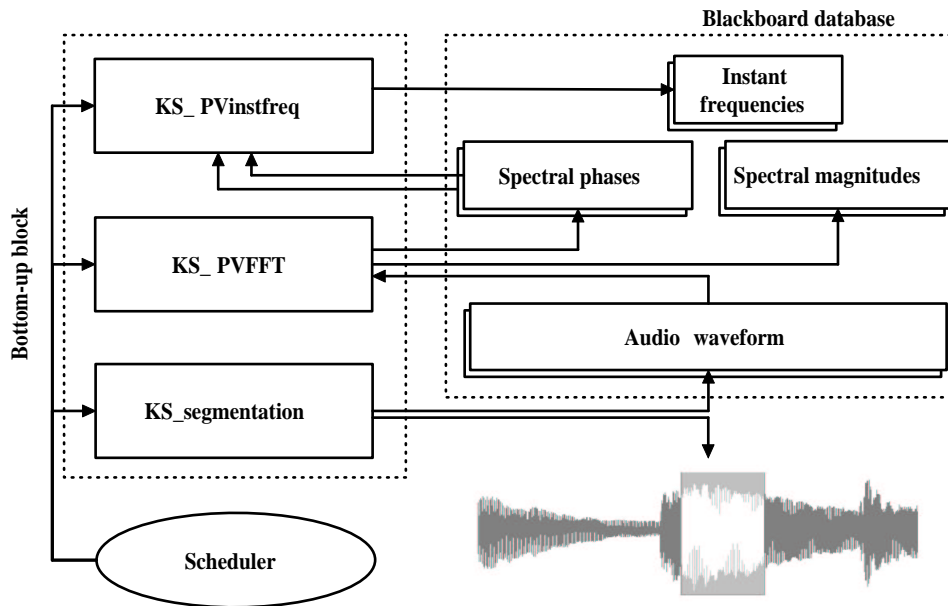 Blackboard database
KS_ PVinstfreq
Instant
frequencies
Spectral phases
Spectral magnitudes
KS_ PVFFT
Audio waveform
KS_segmentation
Bottom-up block
Scheduler